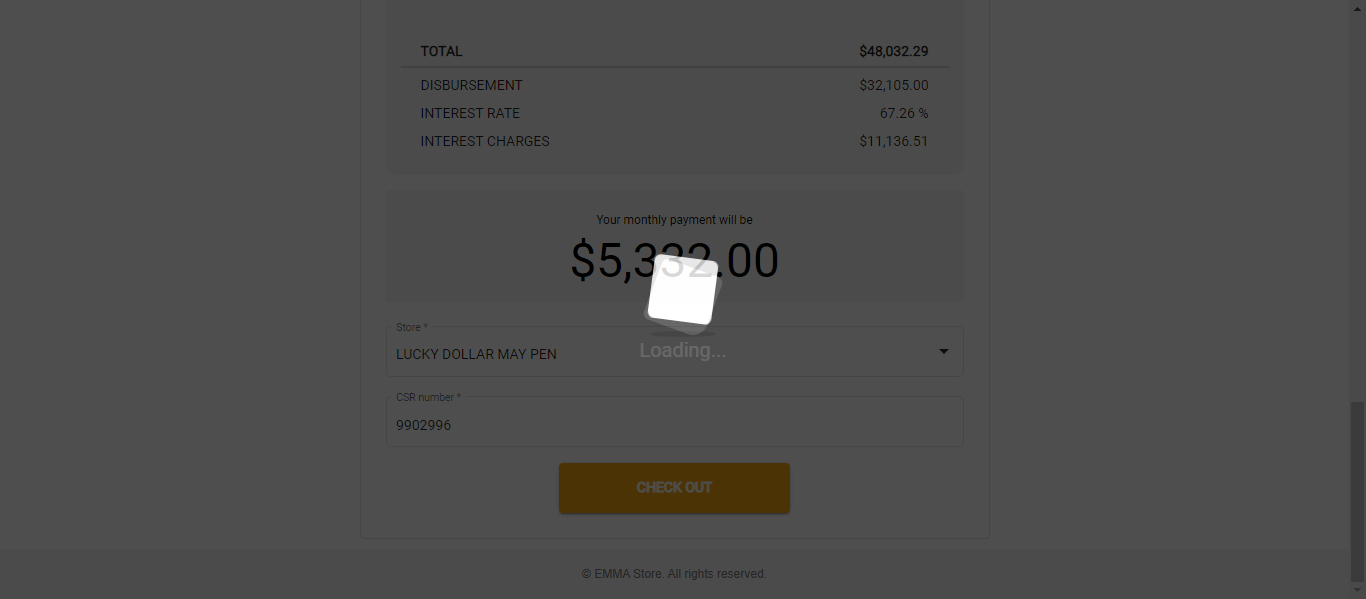 TOTAL $48,032.29
DISBURSEMENT $32,105.00
INTEREST RATE 67.26 %
INTEREST CHARGES $11,136.51
Your monthly payment will be
$5,332.00
Store *
LUCKY DOLLAR MAY PEN
Loading...
CSR number *
9902996
CHECK OUT
© EMMA Store. All rights reserved.